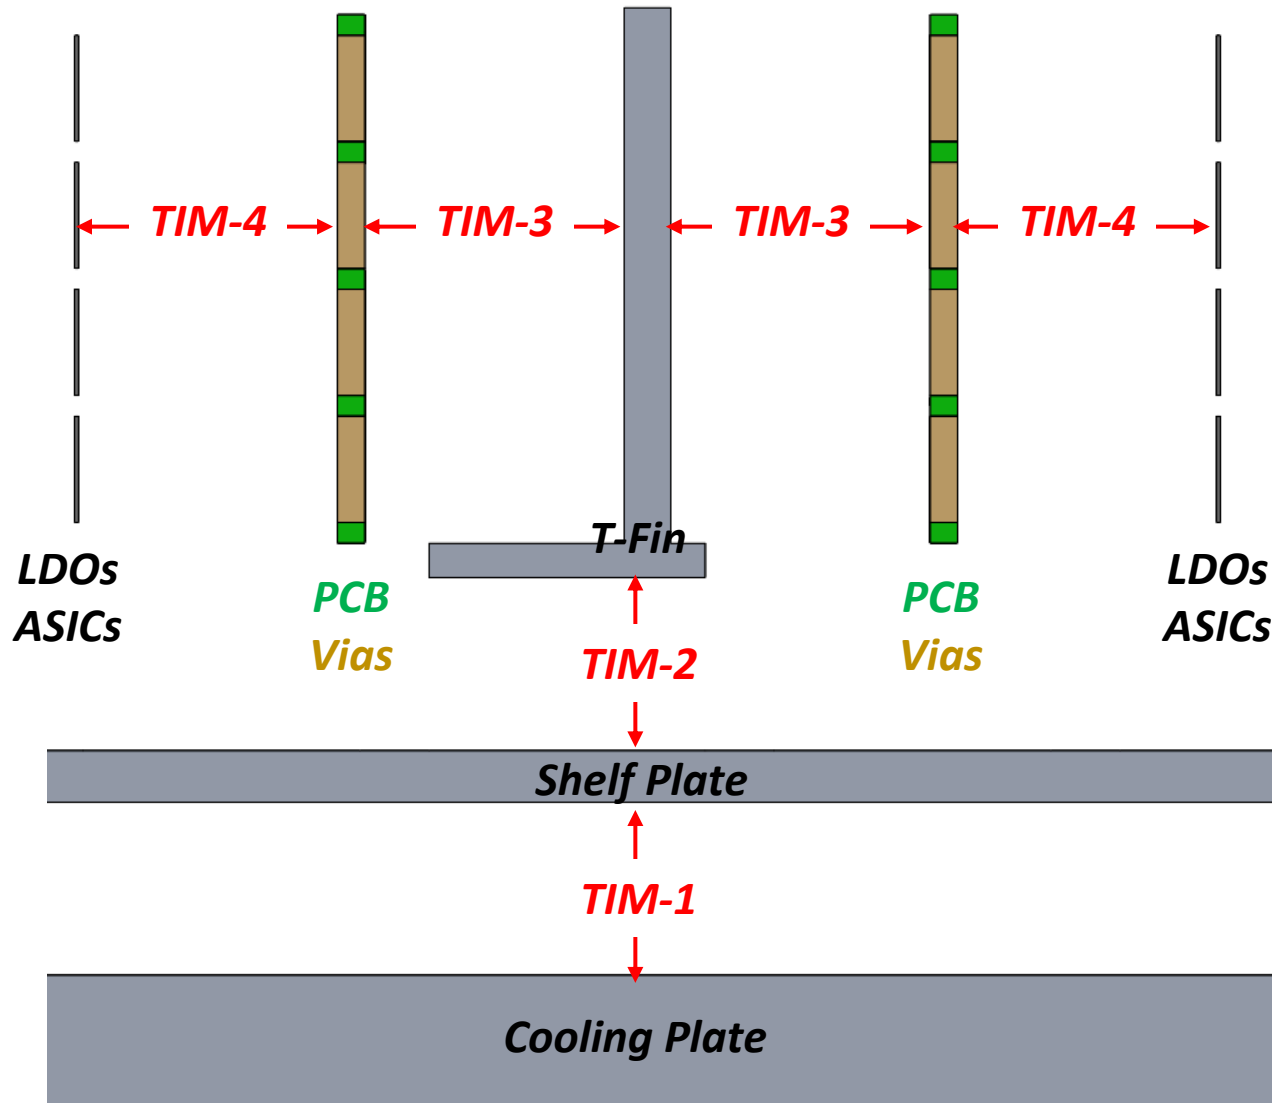 TIM-4
TIM-3
TIM-3
TIM-4
T-Fin
LDOs
ASICs
PCB
Vias
PCB
Vias
LDOs
ASICs
TIM-2
Shelf Plate
TIM-1
Cooling Plate